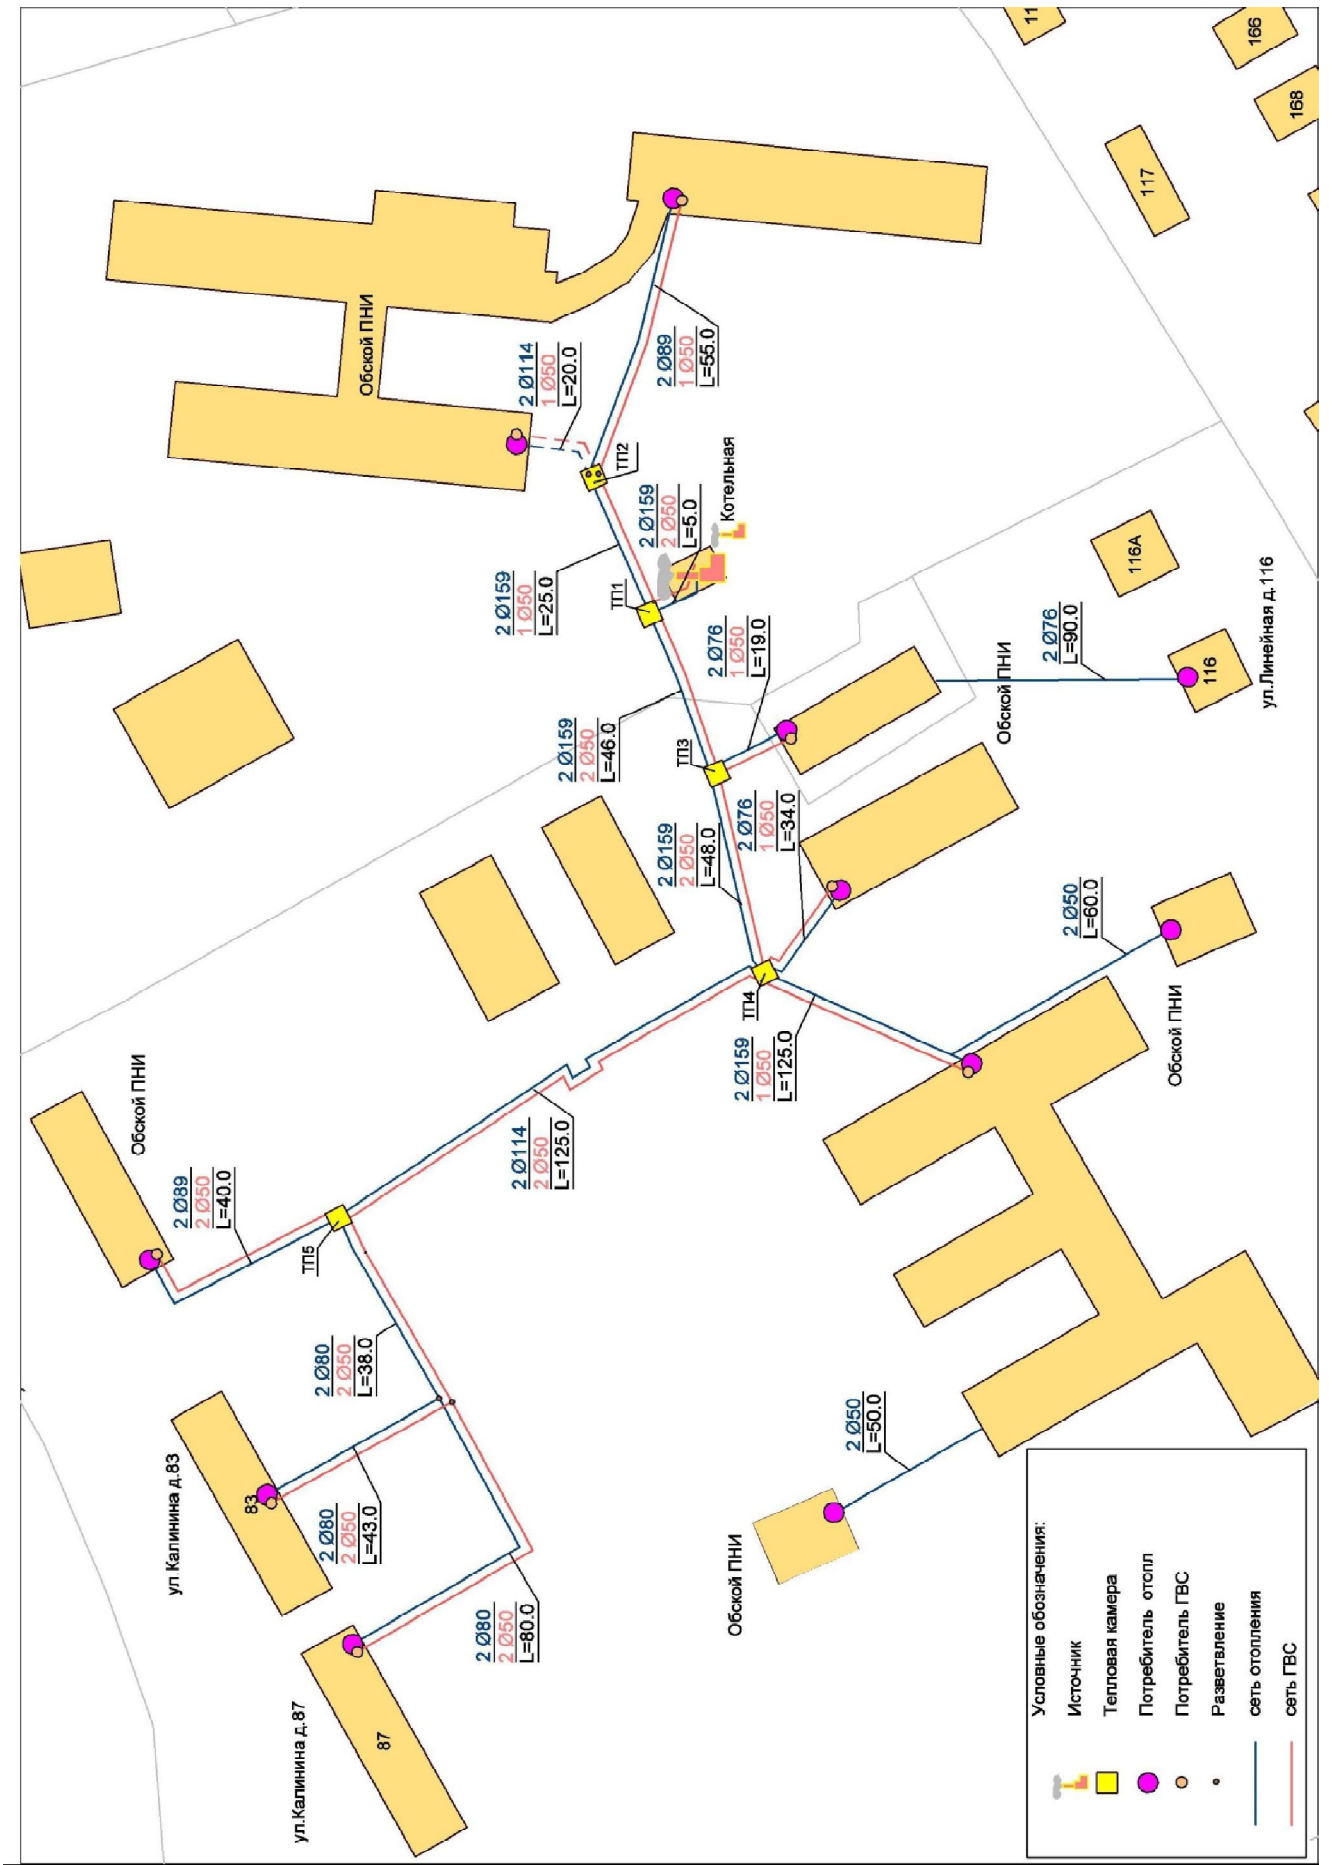 ул.Калинина д.87
87
ул.Калинина д.83
83
2 Ø80
2 Ø50
L=80.0
2 Ø80
2 Ø50
L=43.0
2 Ø80
2 Ø50
L=38.0
ТП5
2 Ø89
2 Ø50
L=40.0
Обской ПНИ
2 Ø114
2 Ø50
L=125.0
ТП4
2 Ø159
1 Ø50
L=125.0
2 Ø159
2 Ø50
L=48.0
2 Ø76
1 Ø50
L=34.0
ТП3
2 Ø159
2 Ø50
L=46.0
2 Ø76
1 Ø50
L=19.0
ТП1
2 Ø159
1 Ø50
L=25.0
2 Ø159
2 Ø50
L=5.0
Котельная
ТП2
2 Ø114
1 Ø50
L=20.0
Обской ПНИ
2 Ø89
1 Ø50
L=55.0
Обской ПНИ
2 Ø50
L=50.0
Обской ПНИ
2 Ø50
L=60.0
Обской ПНИ
2 Ø76
L=90.0
116
ул.Линейная д.116
116А
117
168
166
11
Условные обозначения:
Источник
Тепловая камера
Потребитель отопл
Потребитель ГВС
Разветвление
сеть отопления
сеть ГВС